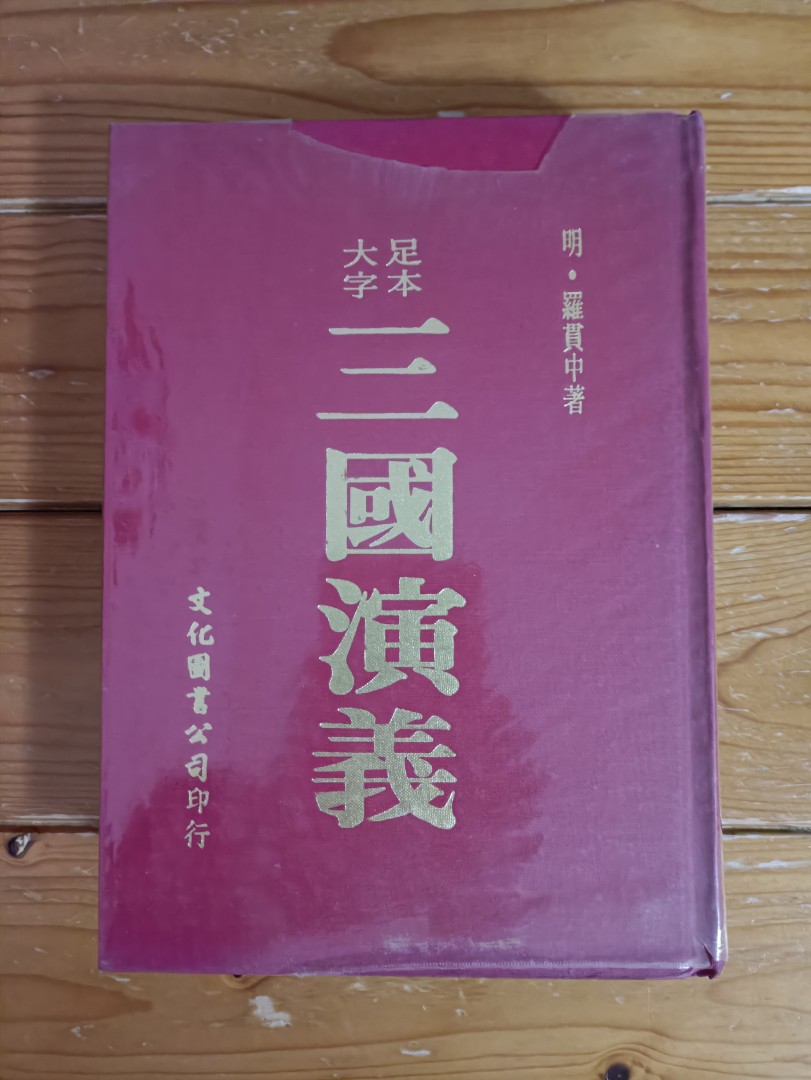 明・羅貫中著
足本
大字
三國演義
文化圖書公司印行